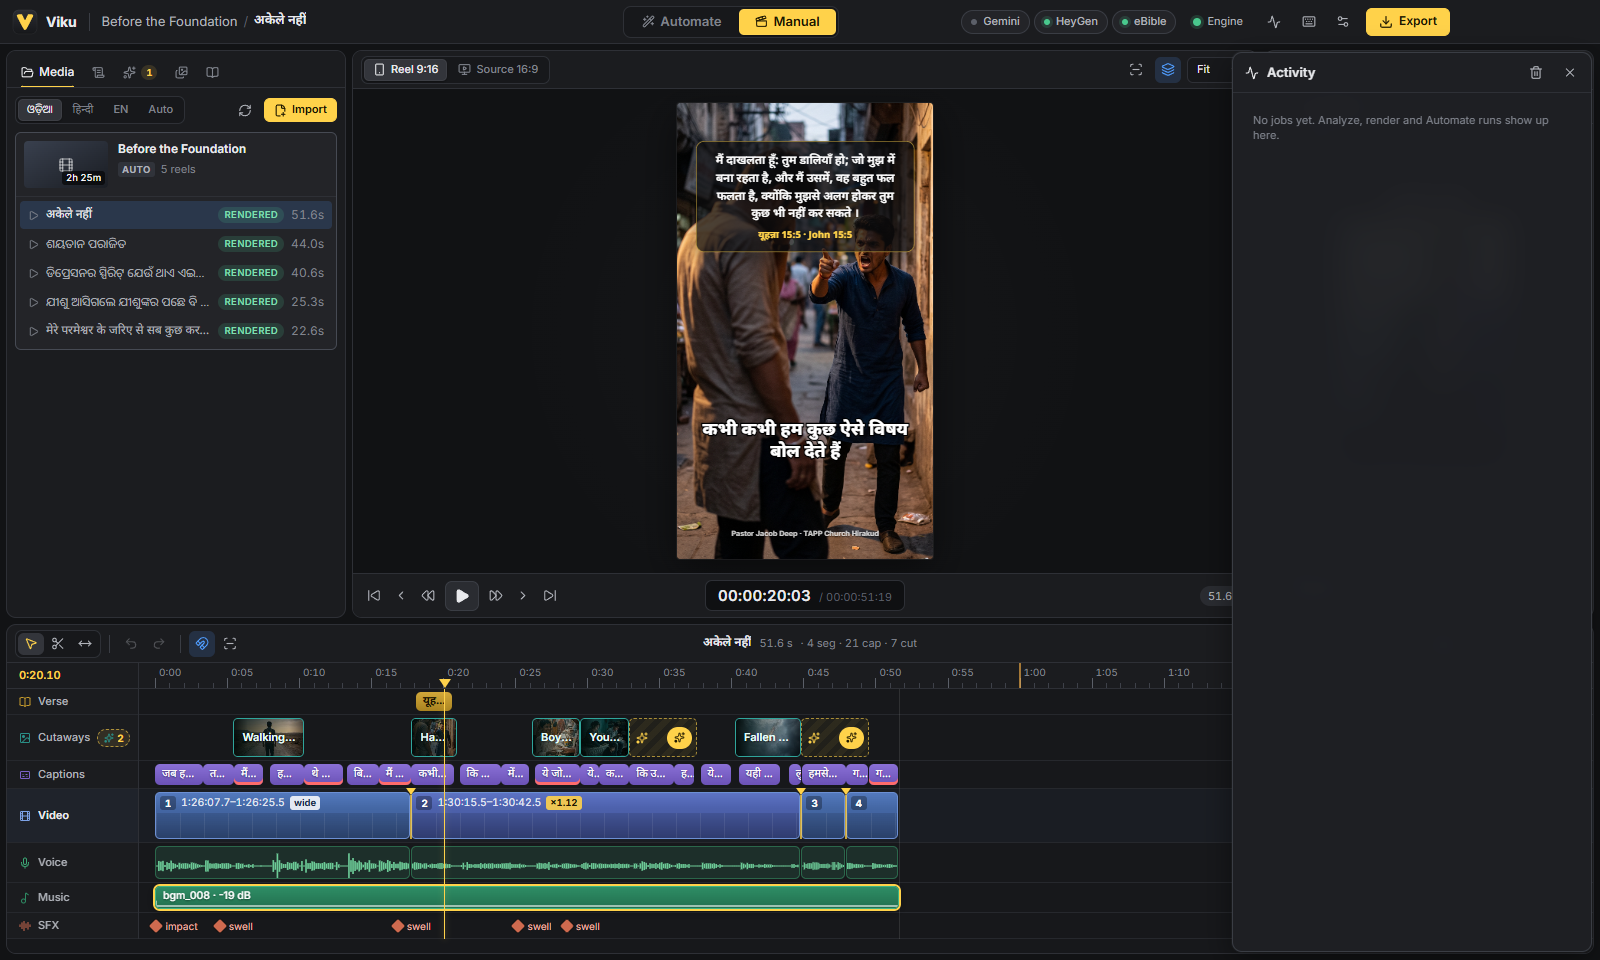 Viku
Before the Foundation / अकेले नहीं
Automate
Manual
Gemini
HeyGen
eBible
Engine
Export
Media
1
ଓଡ଼ିଆ
हिन्दी
EN
Auto
Import
Before the Foundation
2h 25m
AUTO 5 reels
अकेले नहीं RENDERED 51.6s
ଶୟତାନ ପରାଜିତ RENDERED 44.0s
ଡିପ୍ରେସନର ସ୍ପିରିଟ୍ ଯେଉଁ ଥାଏ ଏଇ... RENDERED 40.6s
ଯୀଶୁ ଆସିଗଲେ ଯୀଶୁଙ୍କର ପଛେ ବି ... RENDERED 25.3s
मेरे परमेश्वर के जरिए से सब कुछ कर... RENDERED 22.6s
Reel 9:16
Source 16:9
Fit
मैं दाखलता हूँ: तुम डालियाँ हो; जो मुझ में
बना रहता है, और मैं उसमें, वह बहुत फल
फलता है, क्योंकि मुझसे अलग होकर तुम
कुछ भी नहीं कर सकते ।
यूहन्ना 15:5 · John 15:5
कभी कभी हम कुछ ऐसे विषय
बोल देते हैं
Pastor Jacob Deep · TAPP Church Hirakud
00:00:20:03 / 00:00:51:19
51.6
Activity
No jobs yet. Analyze, render and Automate runs show up
here.
अकेले नहीं 51.6 s · 4 seg · 21 cap · 7 cut
0:20.10
0:00 0:05 0:10 0:15 0:20 0:25 0:30 0:35 0:40 0:45 0:50 0:55 1:00 1:05 1:10
Verse
यूह...
Cutaways 2
Walking... Ha... Boy... You... Fallen ...
Captions
जब ह... त... मैं... ह... थे ... बि... मैं ... कभी... कि ... में... ये जो... ये.. क... कि उ... ह... ये... यही ... हमसे... ग... ग...
Video
1 1:26:07.7–1:26:25.5 wide
2 1:30:15.5–1:30:42.5 ×1.12
3
4
Voice
Music
bgm_008 · -19 dB
SFX
impact swell swell swell swell